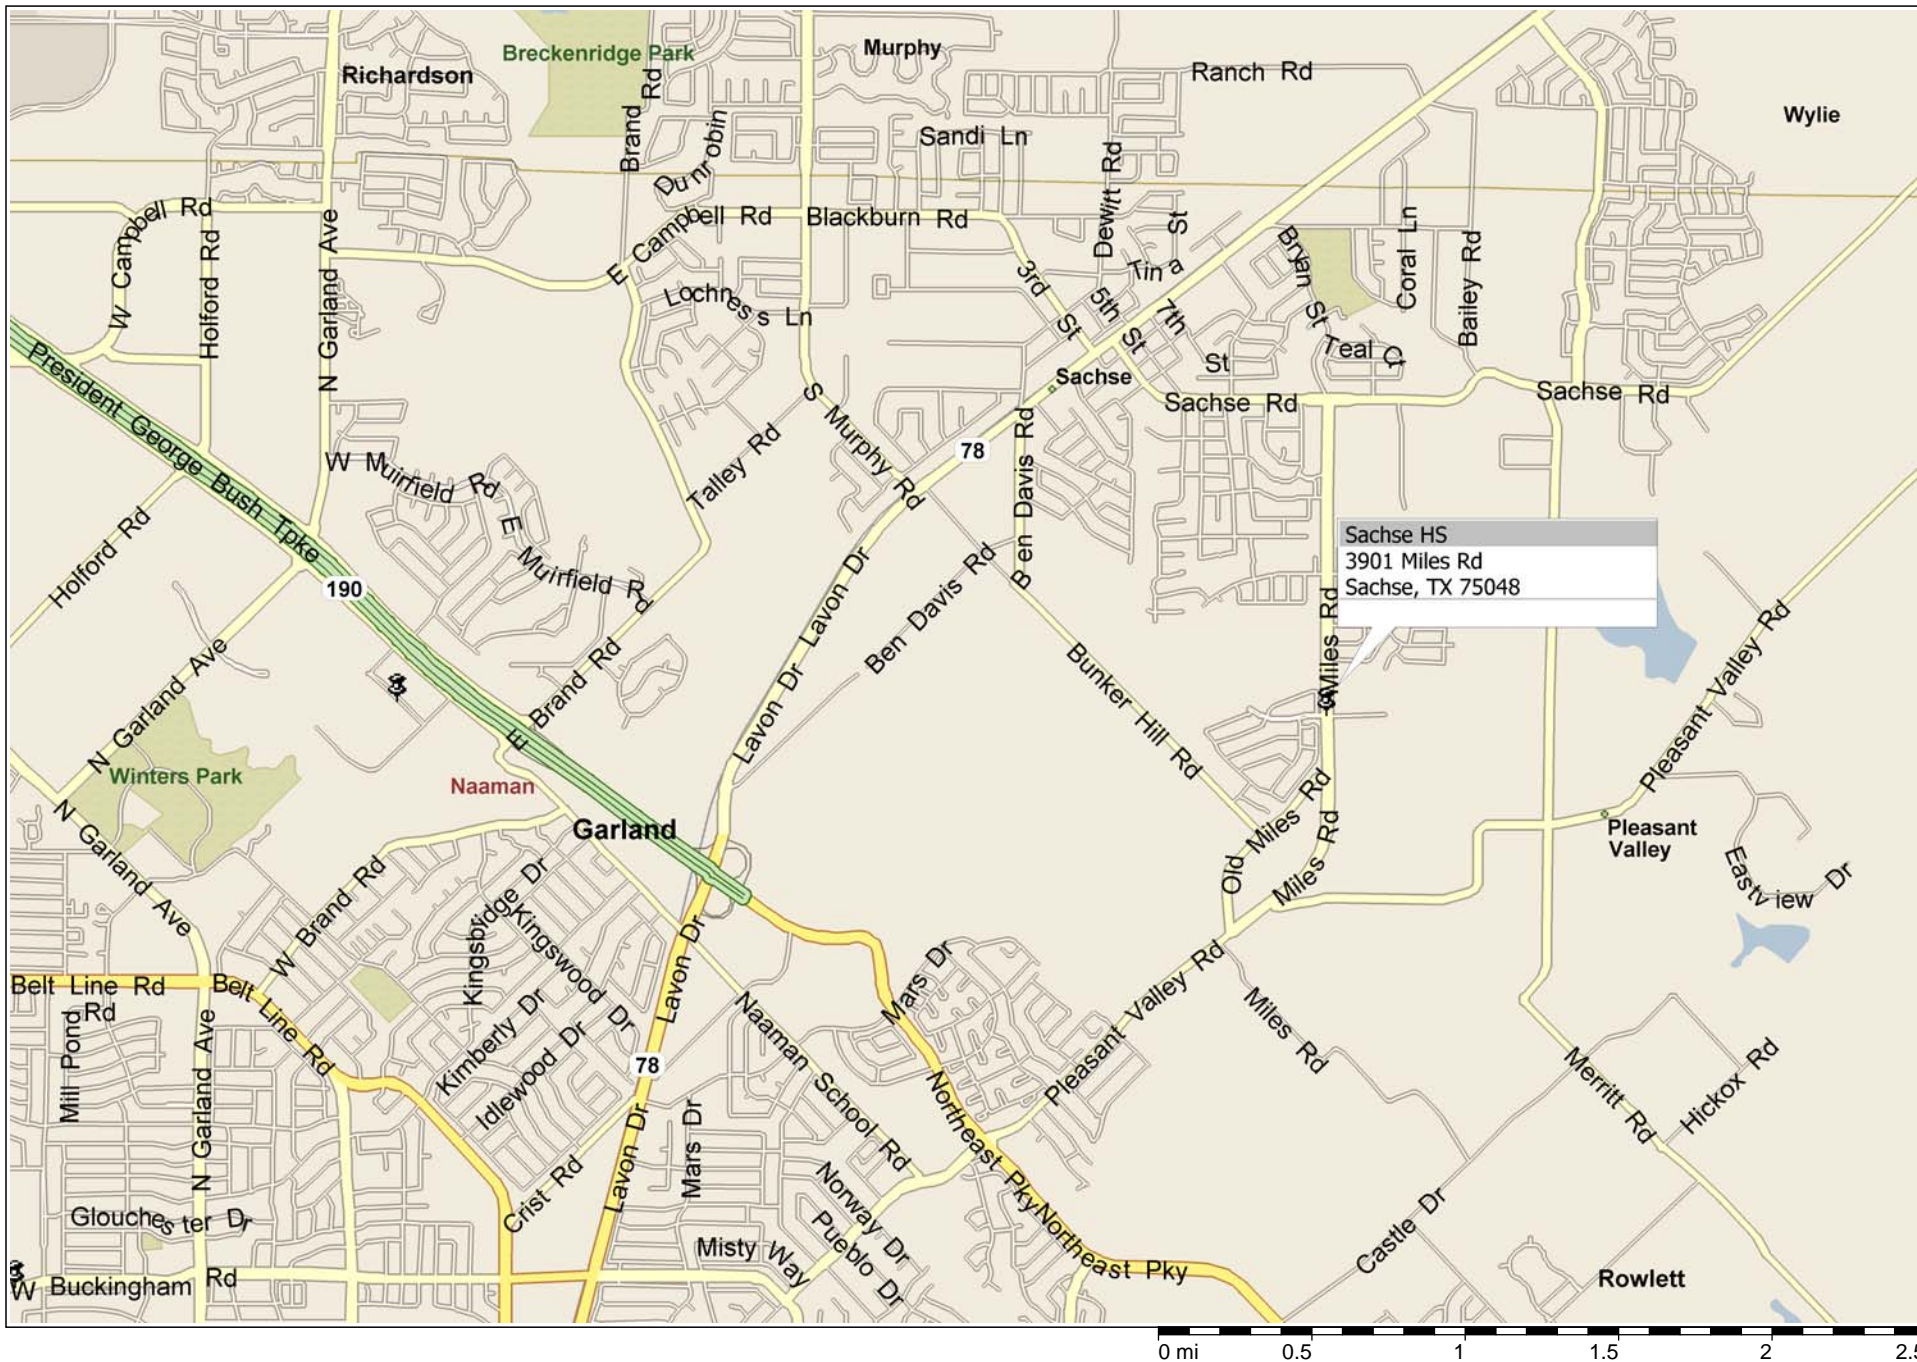 Breckenridge Park
Murphy
Richardson
Brand Rd
Ranch Rd
Wylie
Sandi Ln
Dunrobin
Dewitt Rd
W Campbell Rd
Holford Rd
N Garland Ave
E Campbell Rd
Blackburn Rd
Tina St
Bryan St
Coral Ln
Bailey Rd
Lochness Ln
3rd St
5th St
7th St
Teal Ct
President George Bush Tpke
Sachse
Sachse Rd
Sachse Rd
S Murphy Rd
Talley Rd
78
Ben Davis Rd
W Muirfield Rd
E Muirfield Rd
Holford Rd
190
Lavon Dr
Ben Davis Rd
Sachse HS
3901 Miles Rd
Sachse, TX 75048
Miles Rd
N Garland Ave
E Brand Rd
Lavon Dr
Lavon Dr
Bunker Hill Rd
Pleasant Valley Rd
Winters Park
Naaman
Garland
Old Miles Rd
Miles Rd
Pleasant Valley
Eastview Dr
N Garland Ave
W Brand Rd
Kingsbridge Dr
Kingswood Dr
Lavon Dr
Mars Dr
Belt Line Rd
Belt Line Rd
Mill Pond Rd
N Garland Ave
Kimberly Dr
Idlewood Dr
78
Naaman School Rd
Pleasant Valley Rd
Miles Rd
Merritt Rd
Hickox Rd
Northeast Pky
Northeast Pky
Lavon Dr
Mars Dr
Crist Rd
Norway Dr
Pueblo Dr
Misty Way
Glouchester Dr
W Buckingham Rd
Castle Dr
Rowlett
0 mi 0.5 1 1.5 2 2.5